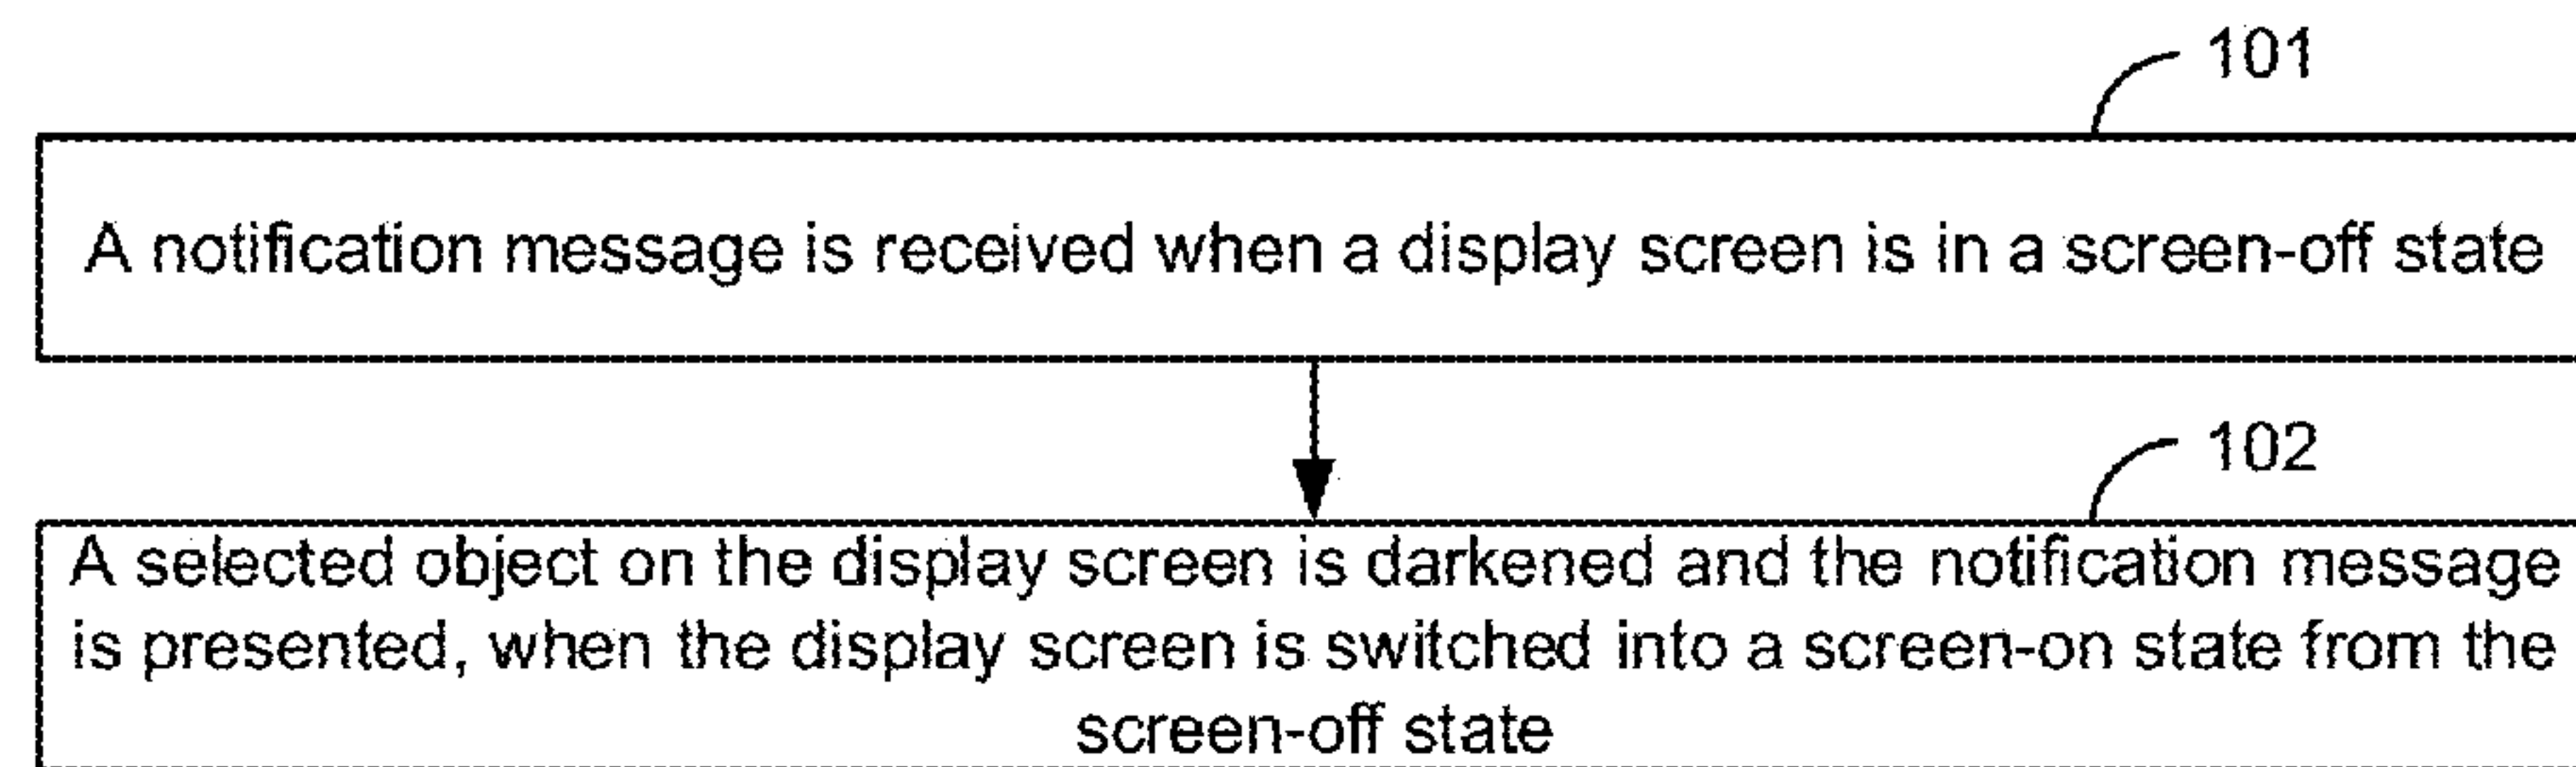 101
A notification message is received when a display screen is in a screen-off state
102
A selected object on the display screen is darkened and the notification message
is presented, when the display screen is switched into a screen-on state from the
screen-off state